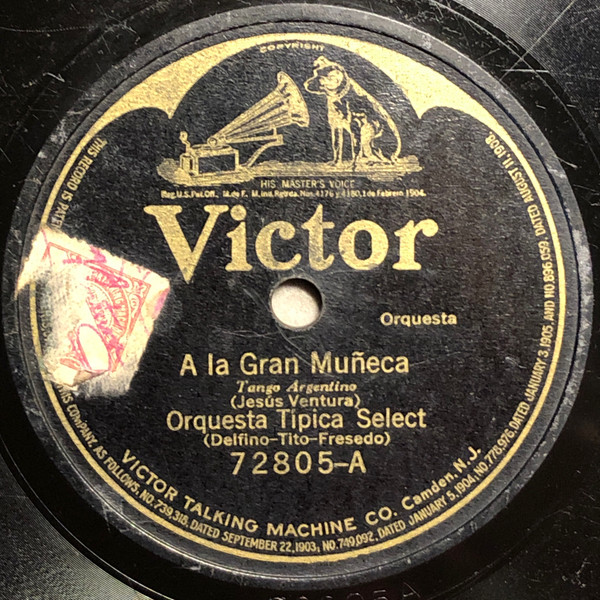 COPYRIGHT
HIS MASTER'S VOICE
Reg. U.S. Pat. Off., M. de F. M. ind. Retrda. Nos. 4176 y 4180, 1 de Febrero 1904.
Victor
Orquesta
A la Gran Muñeca
Tango Argentino
(Jesús Ventura)
Orquesta Típica Select
(Delfino-Tito-Fresedo)
72805-A
VICTOR TALKING MACHINE CO. Camden, N.J.
THIS RECORD IS
THIS COMPANY, AS FOLLOWS, NO. 739,318, DATED SEPTEMBER 22, 1903, NO. 749,092, DATED JANUARY 5, 1904, NO. 778,976, DATED JANUARY 3, 1905, AND NO. 896,059, DATED AUGUST 11, 1908.